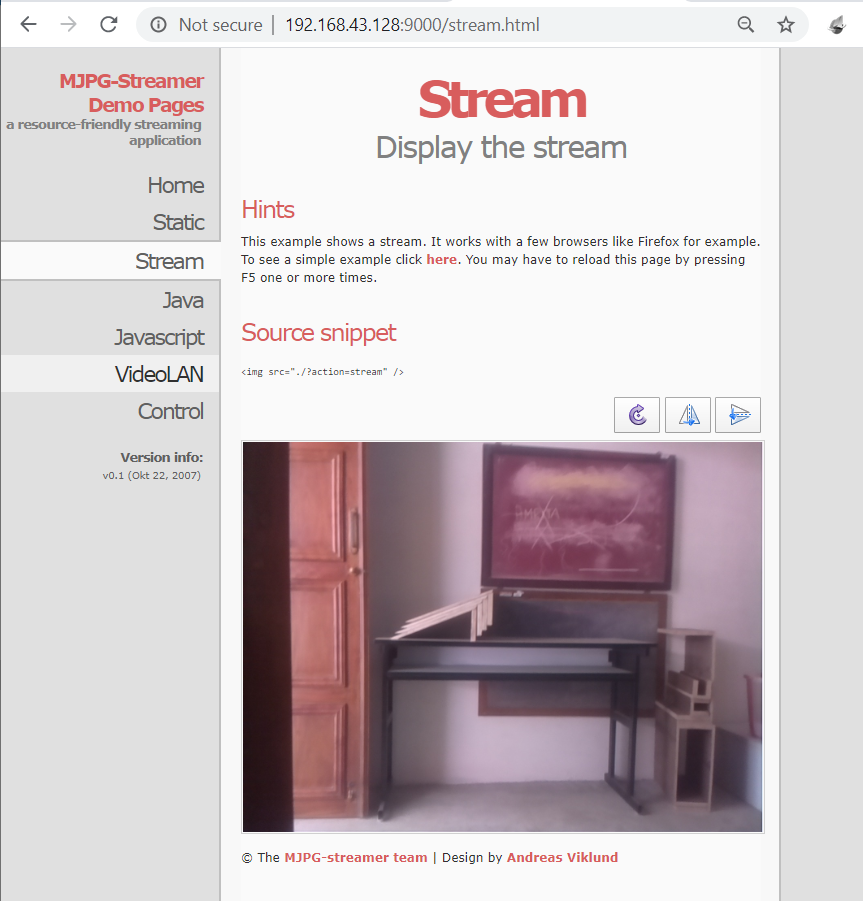 Not secure | 192.168.43.128:9000/stream.html
MJPG-Streamer
Demo Pages
a resource-friendly streaming
application
Home
Static
Stream
Java
Javascript
VideoLAN
Control
Version info:
v0.1 (Okt 22, 2007)
Stream
Display the stream
Hints
This example shows a stream. It works with a few browsers like Firefox for example.
To see a simple example click here. You may have to reload this page by pressing
F5 one or more times.
Source snippet
<img src="./?action=stream" />
© The MJPG-streamer team | Design by Andreas Viklund